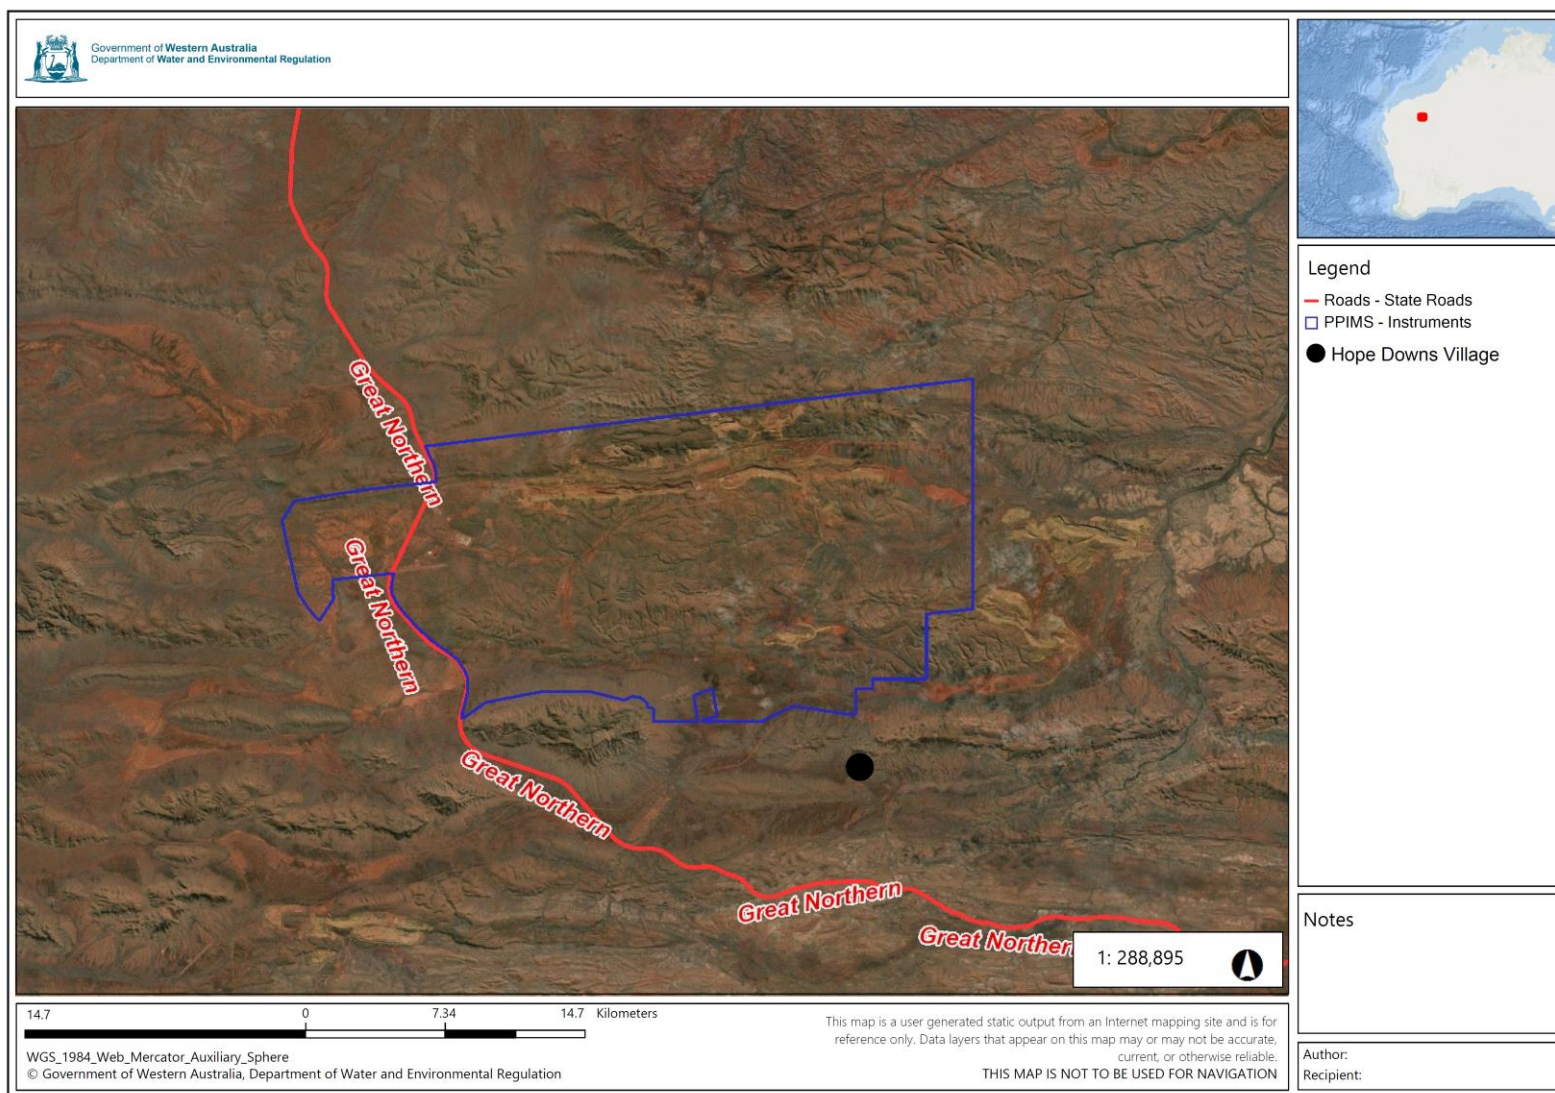 Government of Western Australia
Department of Water and Environmental Regulation
Great Northern
Great Northern
Great Northern
Great Northern
Great Northern
1: 288,895
Legend
Roads - State Roads
PPIMS - Instruments
Hope Downs Village
Notes
14.7 0 7.34 14.7 Kilometers
WGS_1984_Web_Mercator_Auxiliary_Sphere
© Government of Western Australia, Department of Water and Environmental Regulation
This map is a user generated static output from an Internet mapping site and is for
reference only. Data layers that appear on this map may or may not be accurate,
current, or otherwise reliable.
THIS MAP IS NOT TO BE USED FOR NAVIGATION
Author:
Recipient: